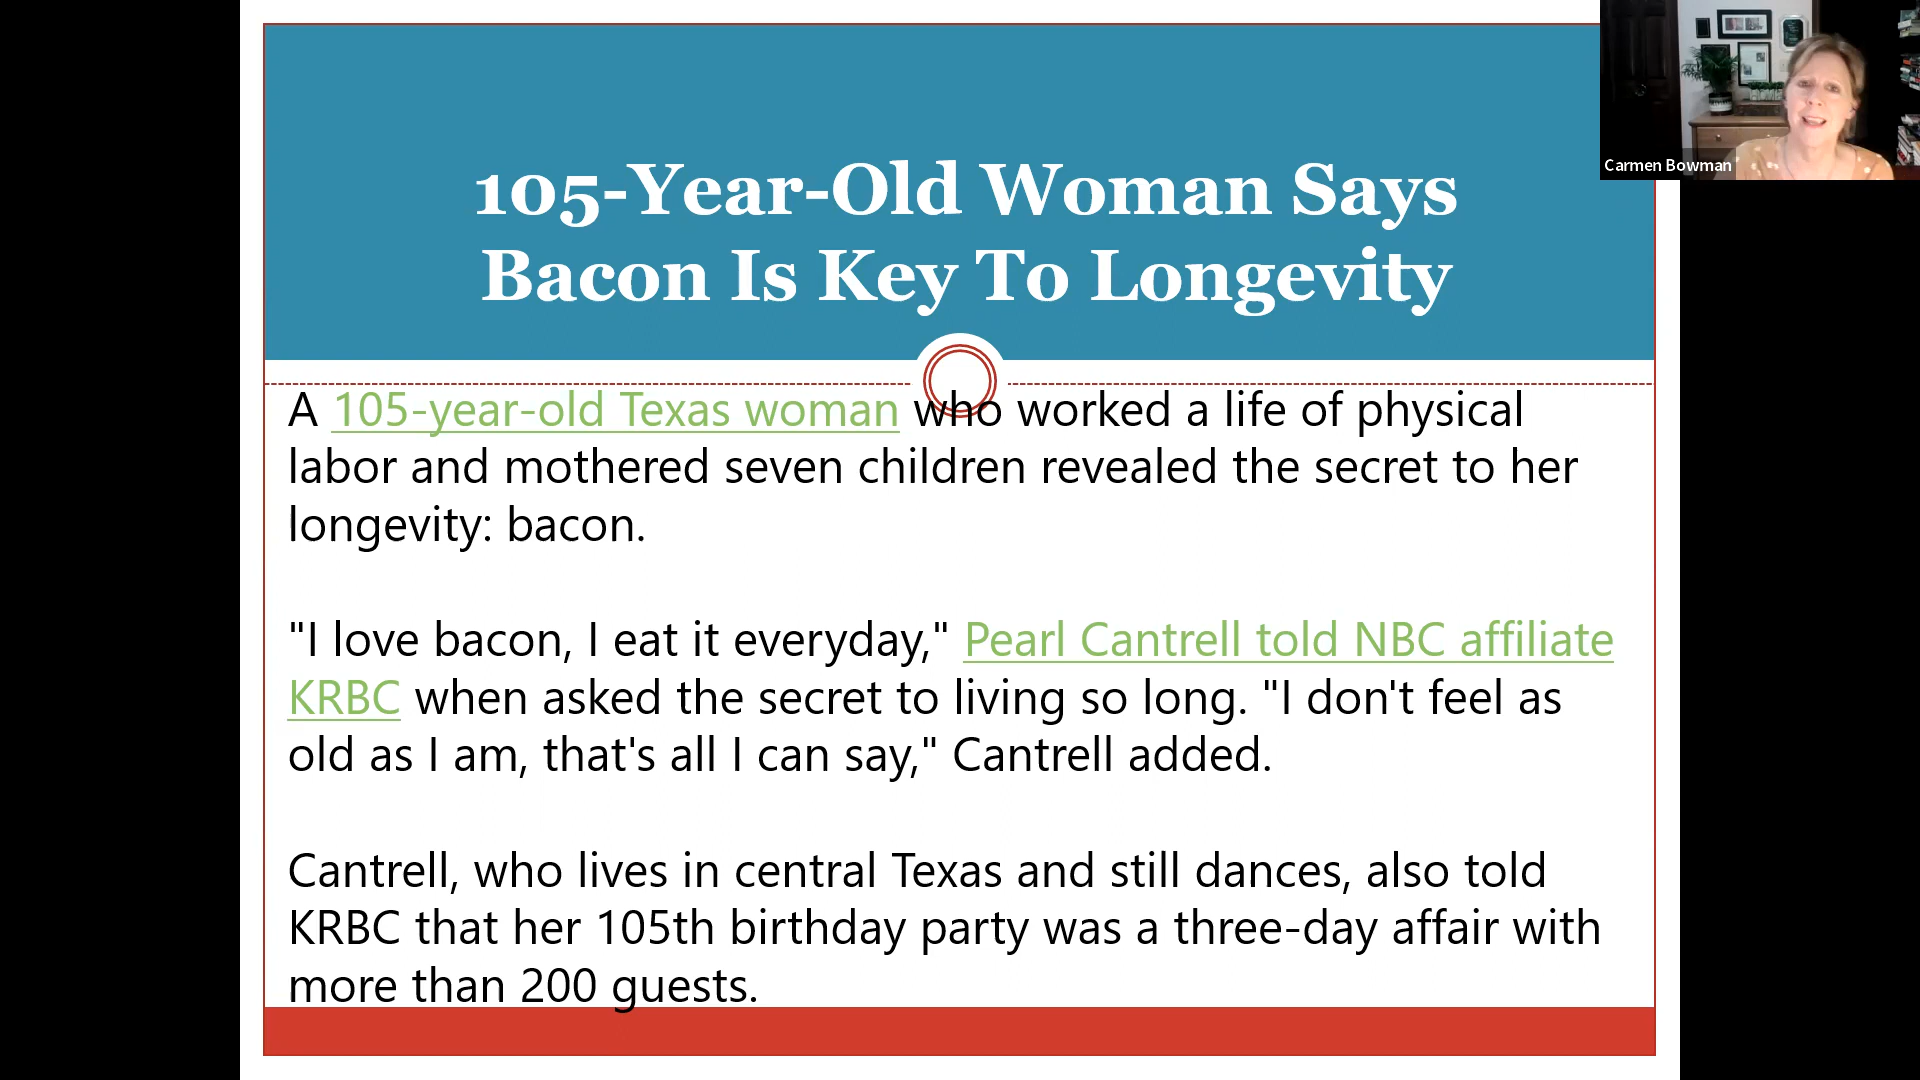 105-Year-Old Woman Says
Bacon Is Key To Longevity
Carmen Bowman
A 105-year-old Texas woman who worked a life of physical
labor and mothered seven children revealed the secret to her
longevity: bacon.
"I love bacon, I eat it everyday," Pearl Cantrell told NBC affiliate
KRBC when asked the secret to living so long. "I don't feel as
old as I am, that's all I can say," Cantrell added.
Cantrell, who lives in central Texas and still dances, also told
KRBC that her 105th birthday party was a three-day affair with
more than 200 guests.